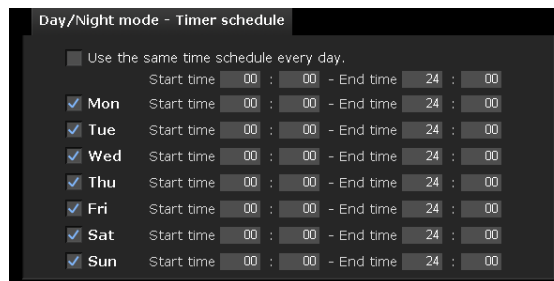 Day/Night mode - Timer schedule
Use the same time schedule every day.
Start time 00 : 00 - End time 24 : 00
Mon Start time 00 : 00 - End time 24 : 00
Tue Start time 00 : 00 - End time 24 : 00
Wed Start time 00 : 00 - End time 24 : 00
Thu Start time 00 : 00 - End time 24 : 00
Fri Start time 00 : 00 - End time 24 : 00
Sat Start time 00 : 00 - End time 24 : 00
Sun Start time 00 : 00 - End time 24 : 00